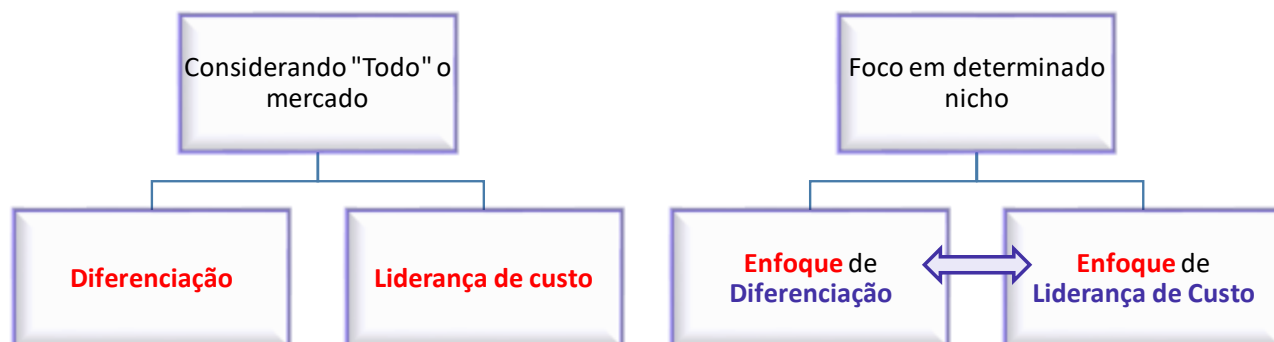 Considerando "Todo" o
mercado
Foco em determinado
nicho
Diferenciação
Liderança de custo
Enfoque de
Diferenciação
Enfoque de
Liderança de Custo